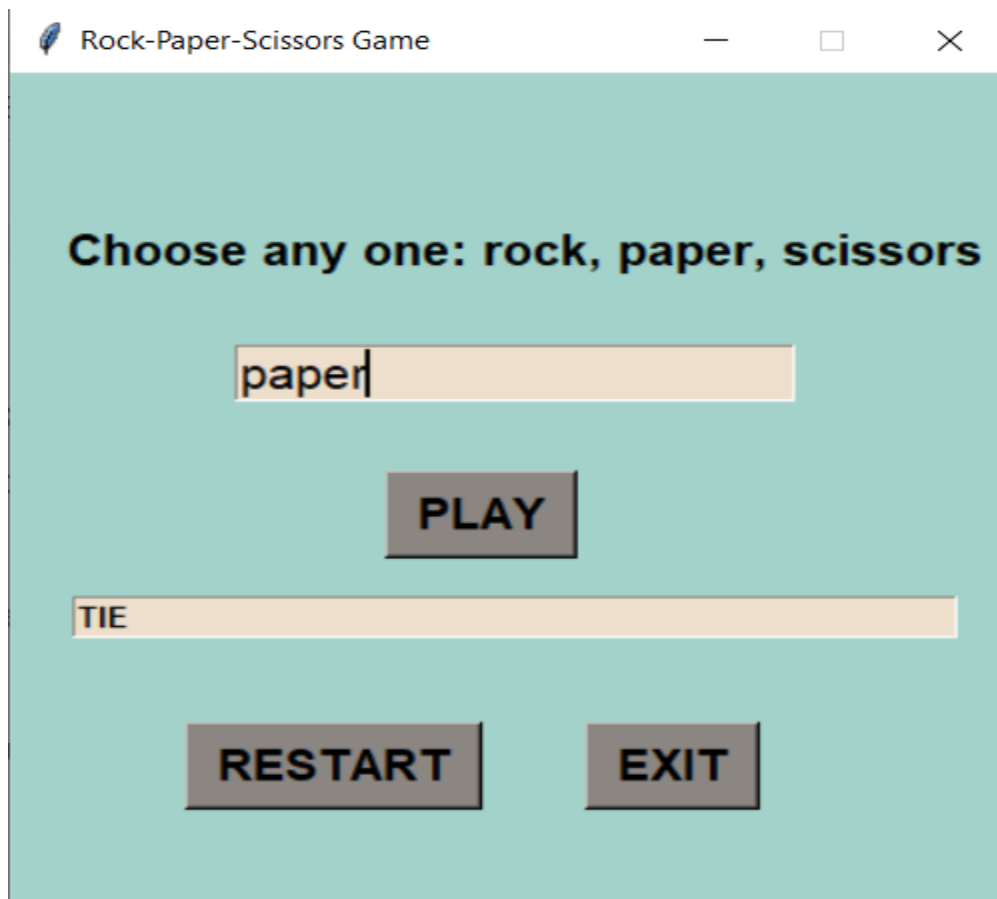 Rock-Paper-Scissors Game
Choose any one: rock, paper, scissors
paper
PLAY
TIE
RESTART EXIT